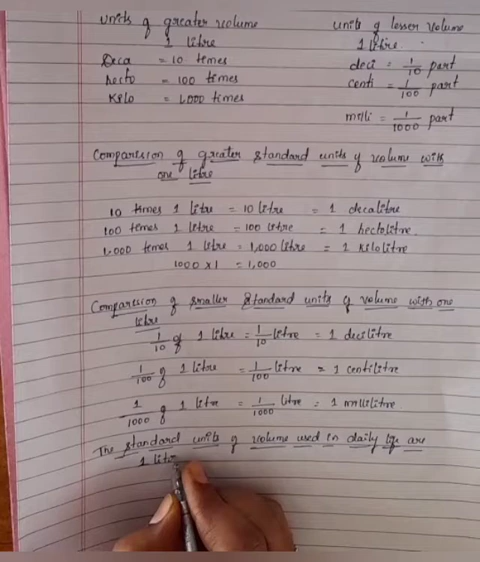 units of greater volume
1 litre
Deca = 10 times
hecto = 100 times
Kilo = 1,000 times
units of lesser volume
1 litre
deci = 1/10 part
centi = 1/100 part
milli = 1/1000 part
Comparision of greater standard units of volume with
one litre
10 times 1 litre = 10 litre = 1 decalitre
100 times 1 litre = 100 litre = 1 hectolitre
1,000 times 1 litre = 1,000 litre = 1 Kilolitre
1000 x 1 = 1,000
Comparision of smaller standard units of volume with one
litre
1/10 of 1 litre = 1/10 litre = 1 decilitre
1/100 of 1 litre = 1/100 litre = 1 centilitre
1/1000 of 1 litre = 1/1000 litre = 1 millilitre
The standard units of volume used in daily life are
1 lit